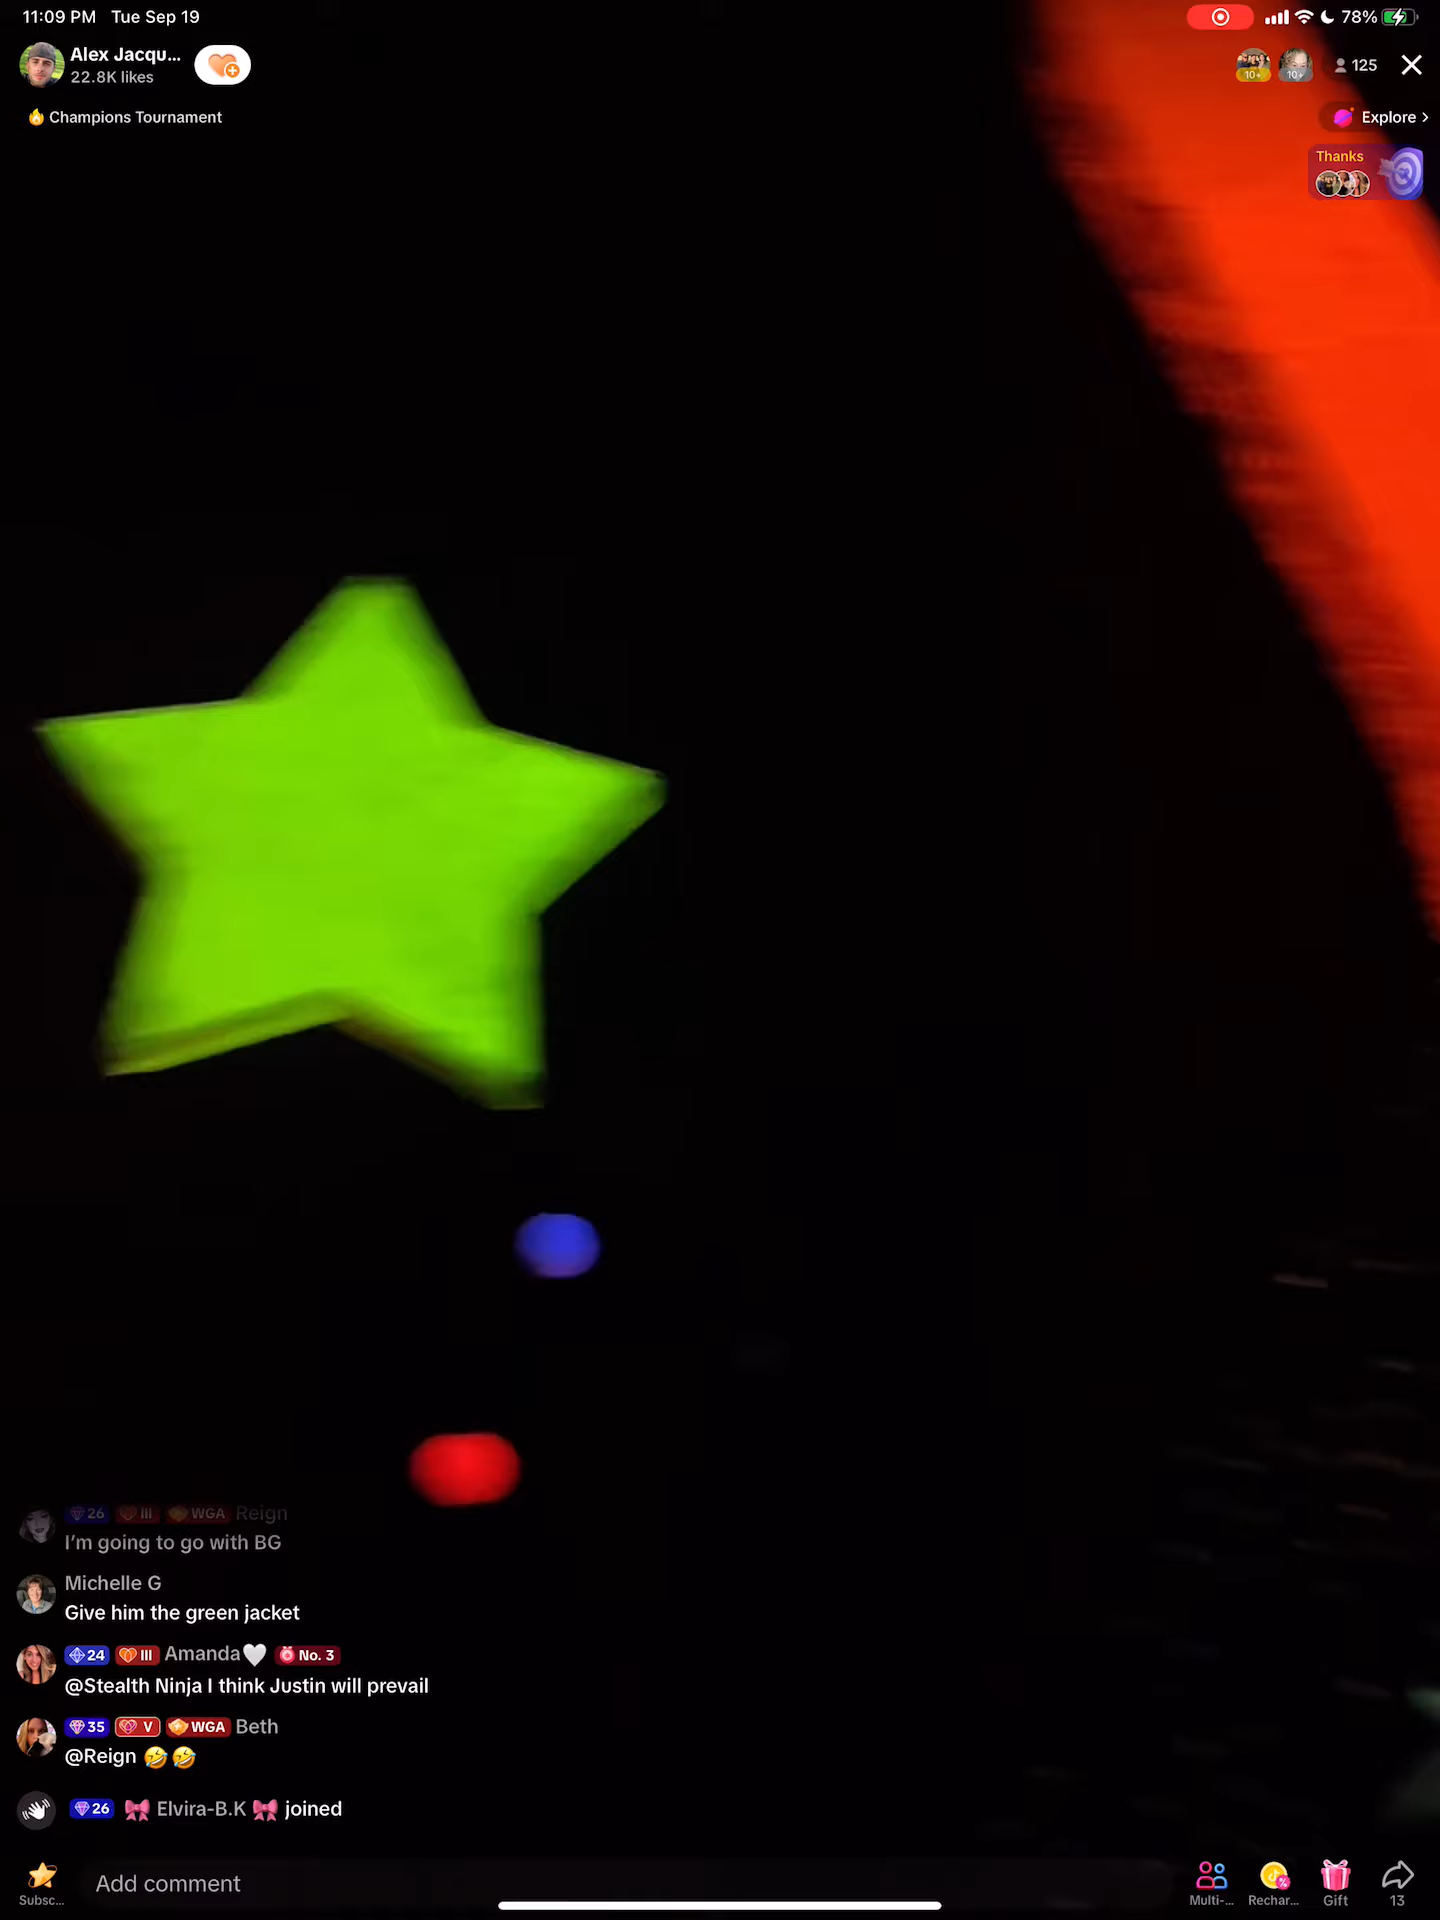 11:09 PM Tue Sep 19
78%
Alex Jacqu...
22.8K likes
10+
10+
125
🔥 Champions Tournament
Explore >
Thanks
26 III WGA Reign
I'm going to go with BG
Michelle G
Give him the green jacket
24 III Amanda🤍 No. 3
@Stealth Ninja I think Justin will prevail
35 V WGA Beth
@Reign 🤣🤣
26 🎀 Elvira-B.K 🎀 joined
Subsc...
Add comment
Multi-...
Rechar...
Gift
13